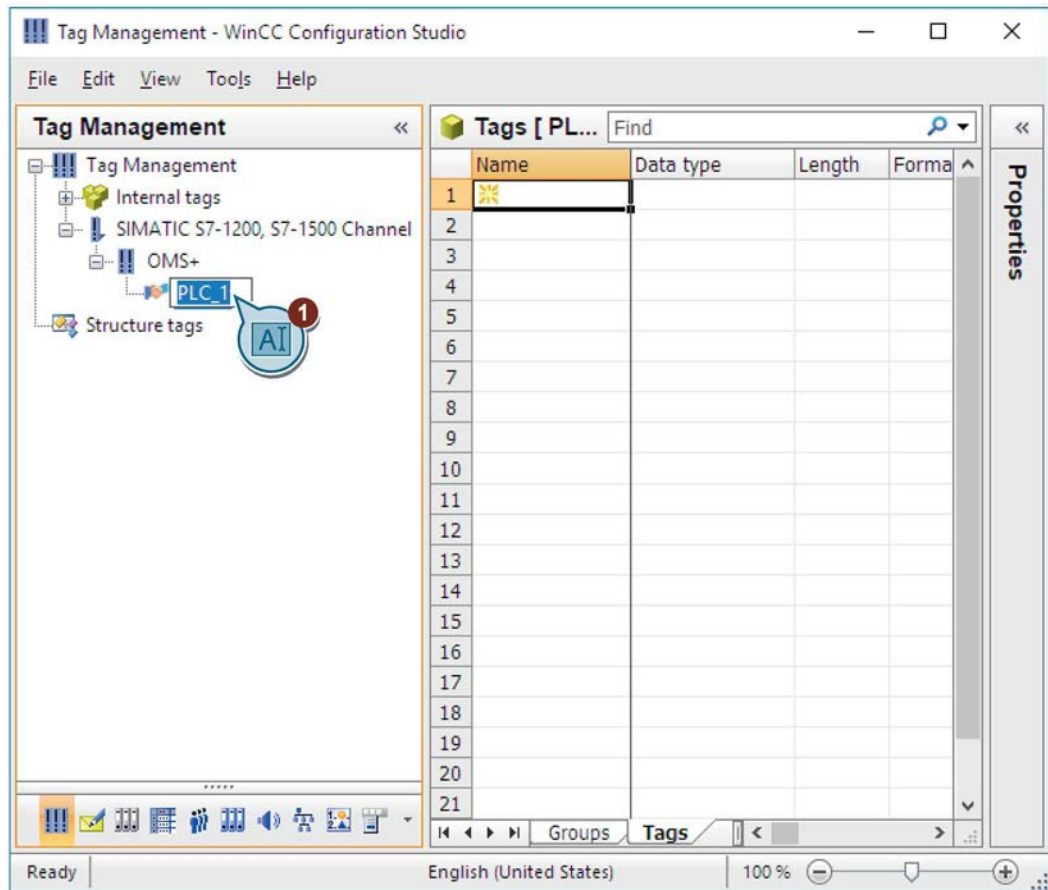 Tag Management - WinCC Configuration Studio
File Edit View Tools Help
Tag Management «
Tags [ PL... Find
«
Tag Management
Internal tags
SIMATIC S7-1200, S7-1500 Channel
OMS+
PLC_1
Structure tags
1
AI
Name Data type Length Forma
1
2
3
4
5
6
7
8
9
10
11
12
13
14
15
16
17
18
19
20
21
Properties
Groups Tags
Ready English (United States) 100 %